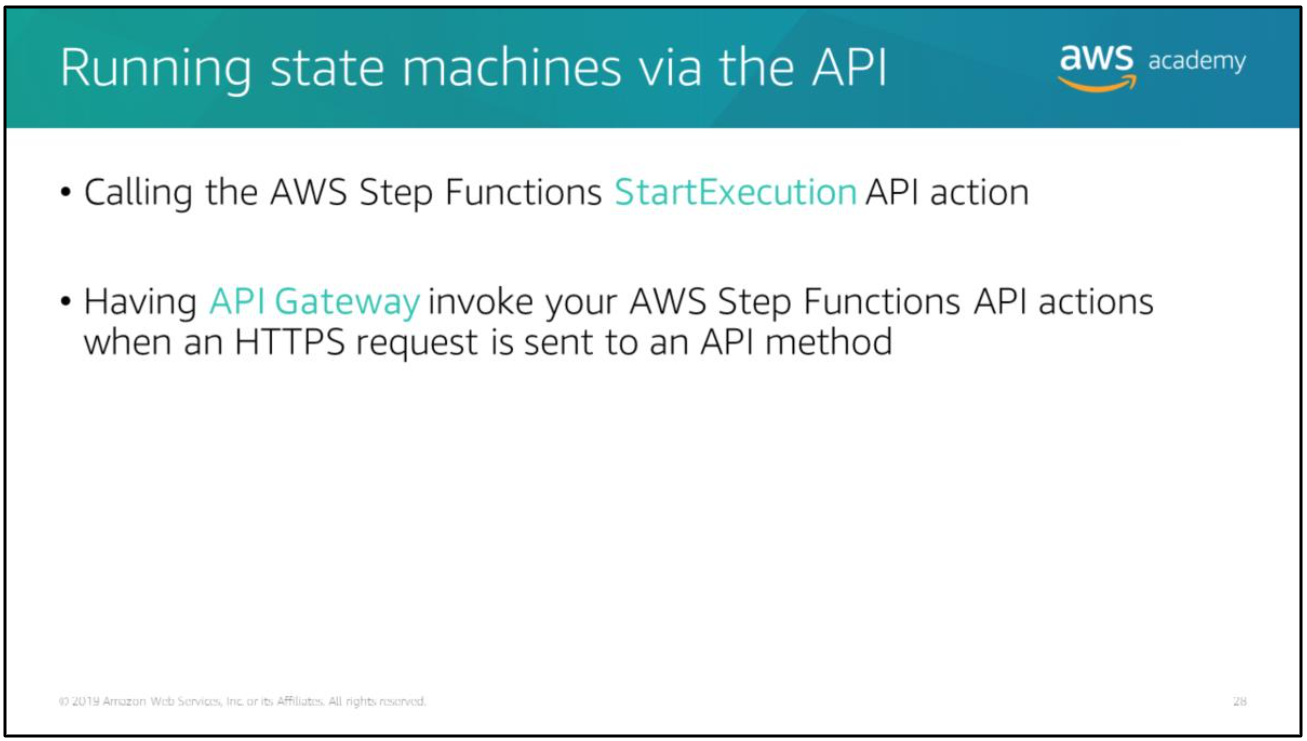 Running state machines via the API
aws academy
• Calling the AWS Step Functions StartExecution API action
• Having API Gateway invoke your AWS Step Functions API actions
when an HTTPS request is sent to an API method
© 2019 Amazon Web Services, Inc. or its Affiliates. All rights reserved.
28